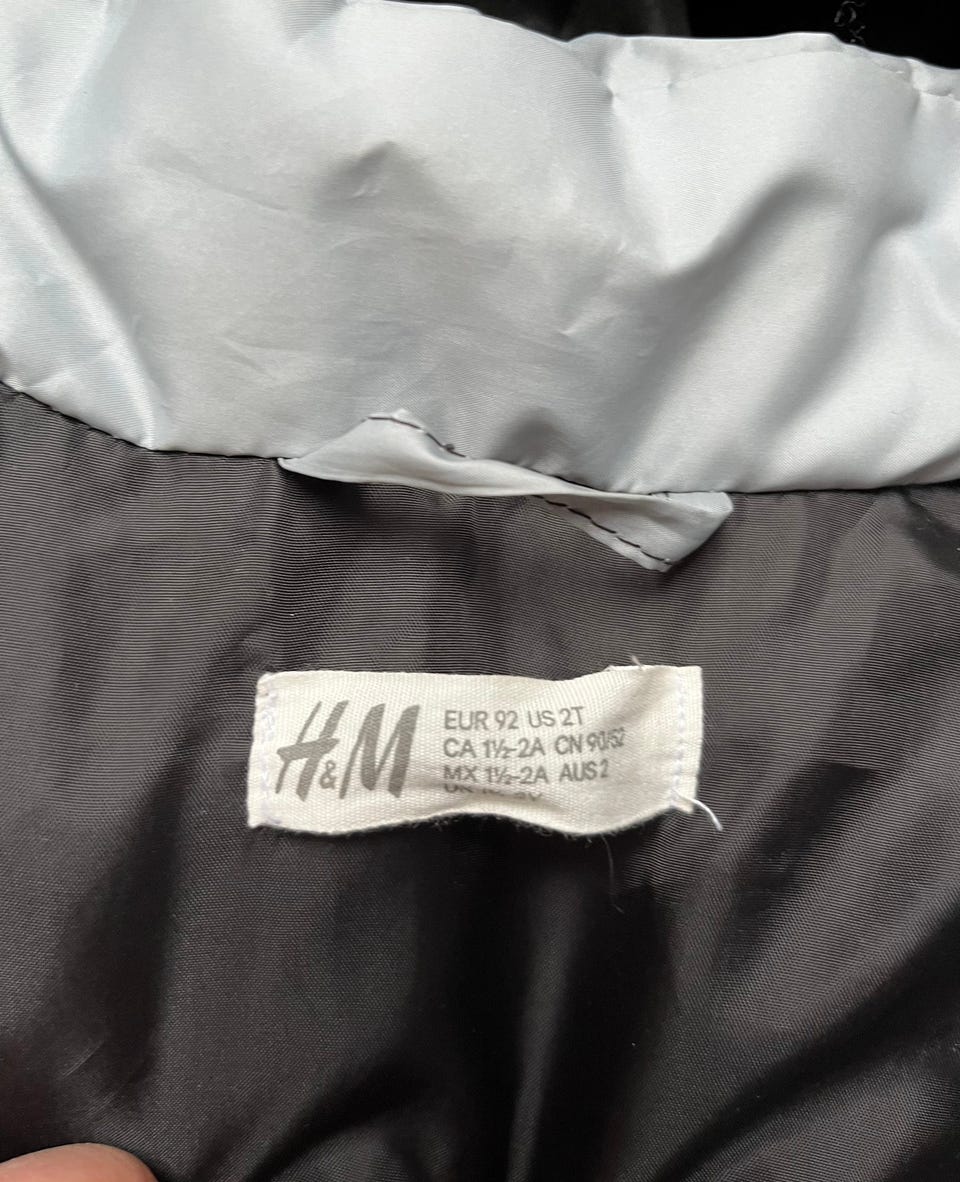 H&M
EUR 92 US 2T
CA 1½-2A CN 90/52
MX 1½-2A AUS 2